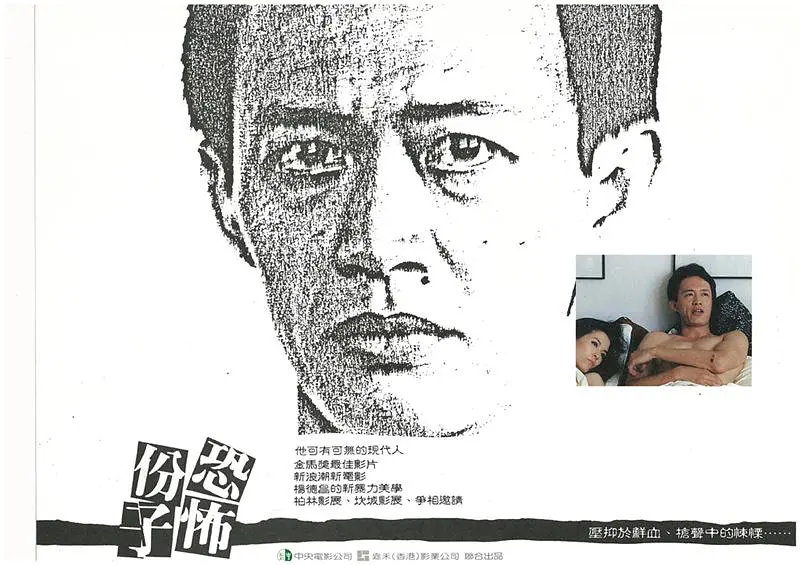 恐怖
份子
他可有可無的現代人
金馬獎最佳影片
新浪潮新電影
楊德昌的新暴力美學
柏林影展、坎城影展、爭相邀請
壓抑於鮮血、槍聲中的悚慄……
中央電影公司 嘉禾(香港)影業公司 聯合出品